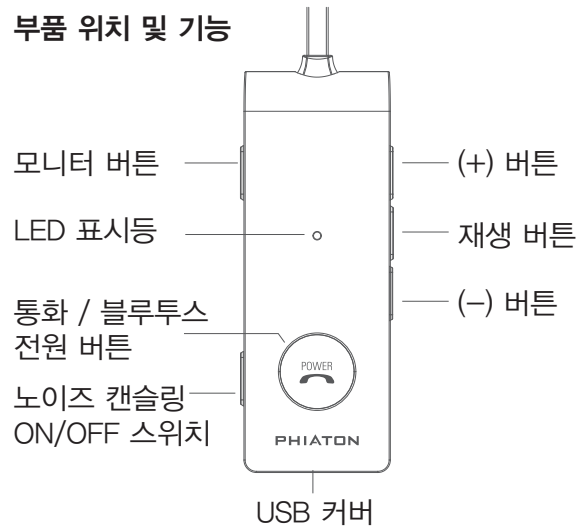 부품 위치 및 기능
모니터 버튼
(+) 버튼
LED 표시등
재생 버튼
(−) 버튼
통화 / 블루투스
전원 버튼
POWER
노이즈 캔슬링
ON/OFF 스위치
PHIATON
USB 커버